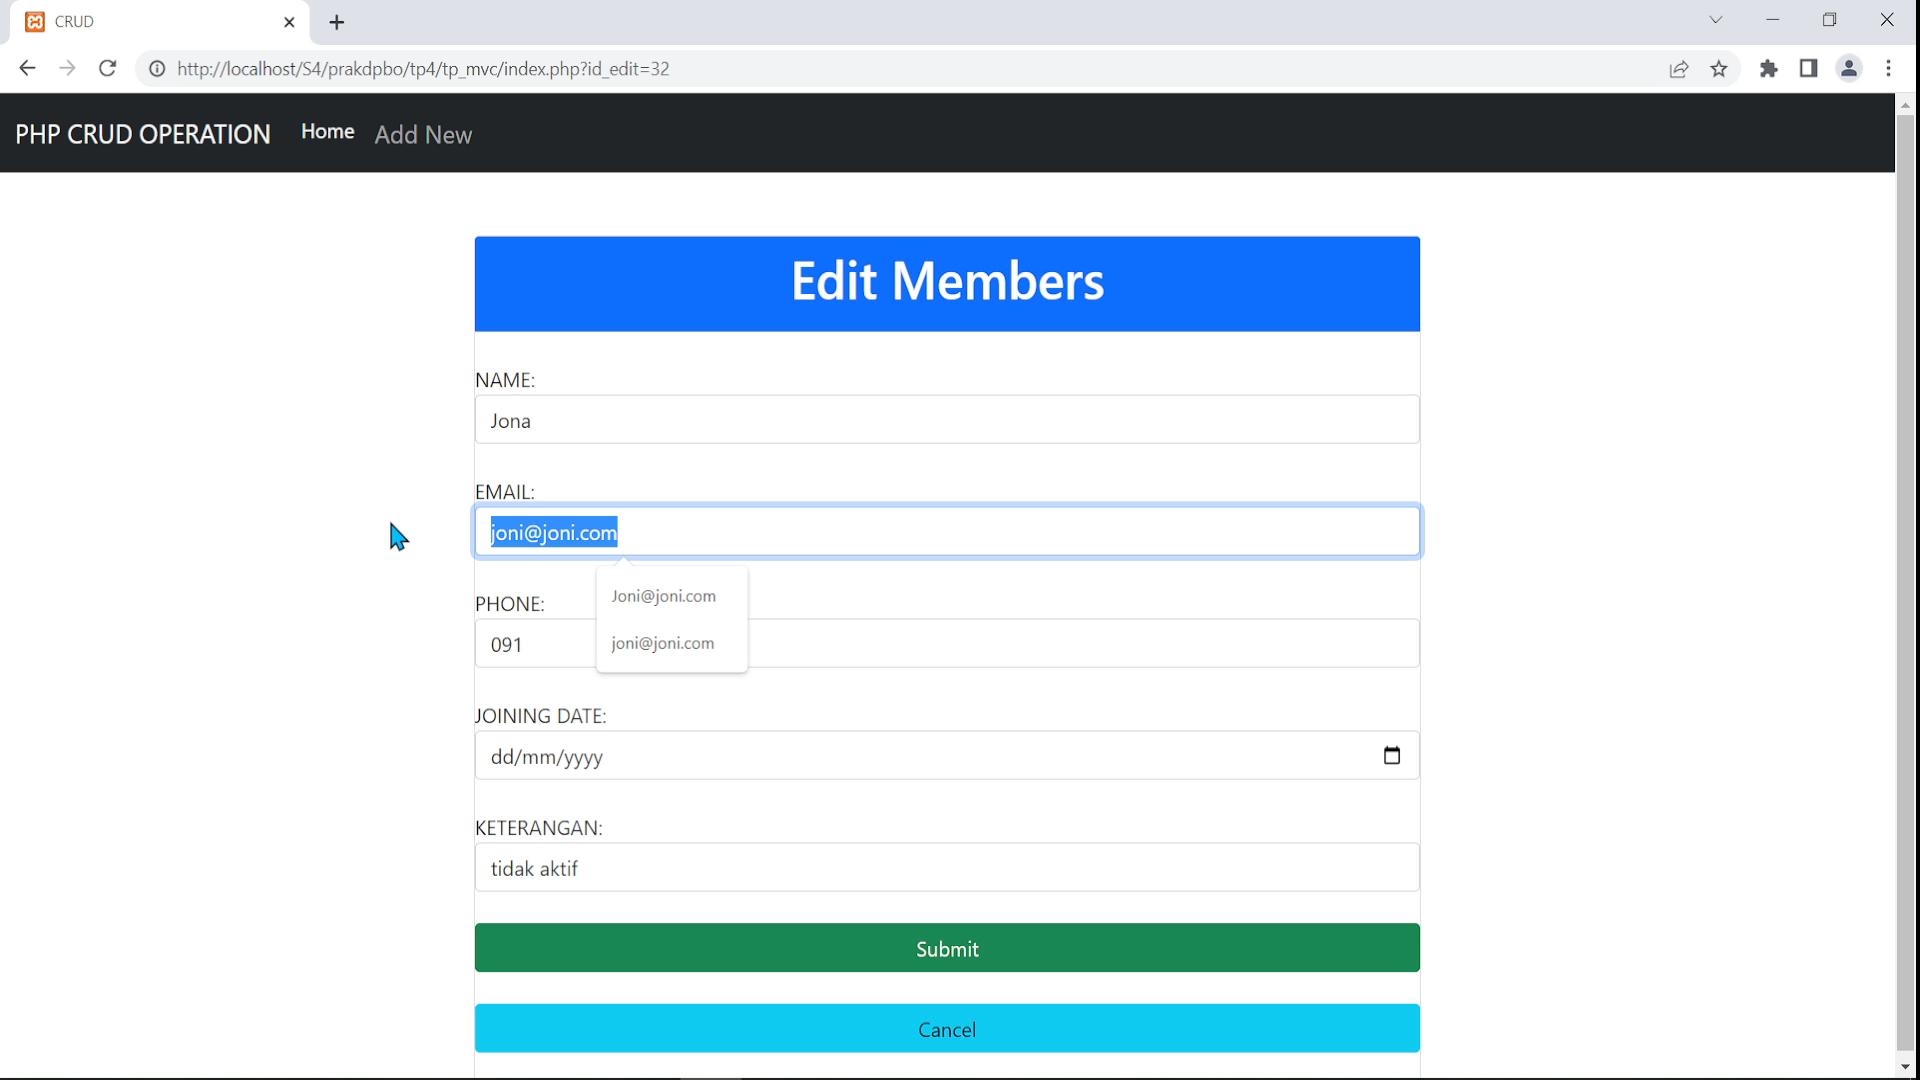 CRUD
http://localhost/S4/prakdpbo/tp4/tp_mvc/index.php?id_edit=32
PHP CRUD OPERATION Home Add New
Edit Members
NAME:
Jona
EMAIL:
joni@joni.com
Joni@joni.com
PHONE:
091
joni@joni.com
JOINING DATE:
dd/mm/yyyy
KETERANGAN:
tidak aktif
Submit
Cancel